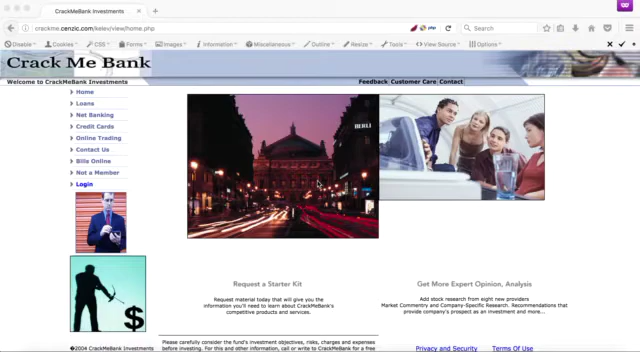 CrackMeBank Investments
crackme.cenzic.com/kelev/view/home.php
php
Search
Disable Cookies CSS Forms Images Information Miscellaneous Outline Resize Tools View Source Options
Crack Me Bank
Welcome to CrackMeBank Investments
Feedback Customer Care Contact
Home
Loans
Net Banking
Credit Cards
Online Trading
Contact Us
Bills Online
Not a Member
Login
Request a Starter Kit
Request material today that will give you the
information you'll need to learn about CrackMeBank's
competitive products and services.
Get More Expert Opinion, Analysis
Add stock research from eight new providers
Market Commentry and Company-Specific Research. Recommendations that
provide company's prospect as an investment and more...
$
�2004 CrackMeBank Investments
Please carefully consider the fund's investment objectives, risks, charges and expenses
before investing. For this and other information, call or write to CrackMeBank for a free
Privacy and Security
Terms Of Use